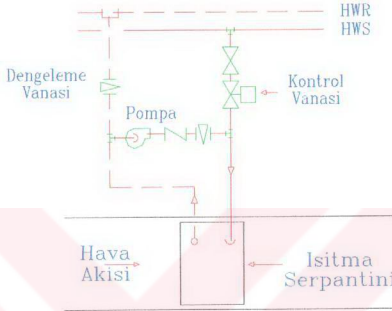 HWR
HWS
Dengeleme
Vanasi
Kontrol
Vanasi
Pompa
Hava
Akisi
Isitma
Serpantini